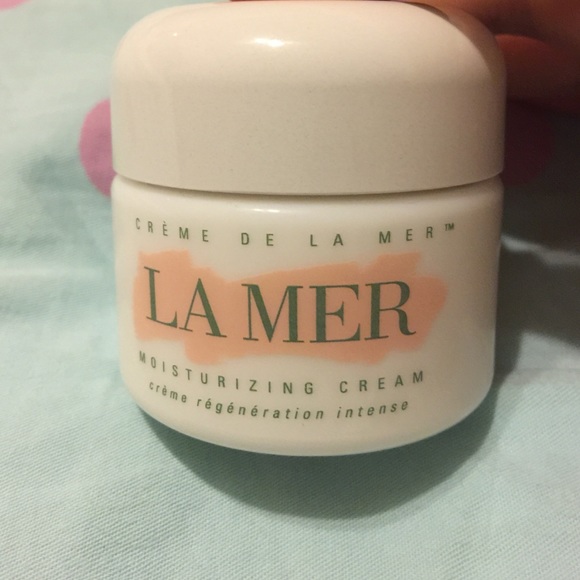 CRÈME DE LA MER™
LA MER
MOISTURIZING CREAM
crème régénération intense